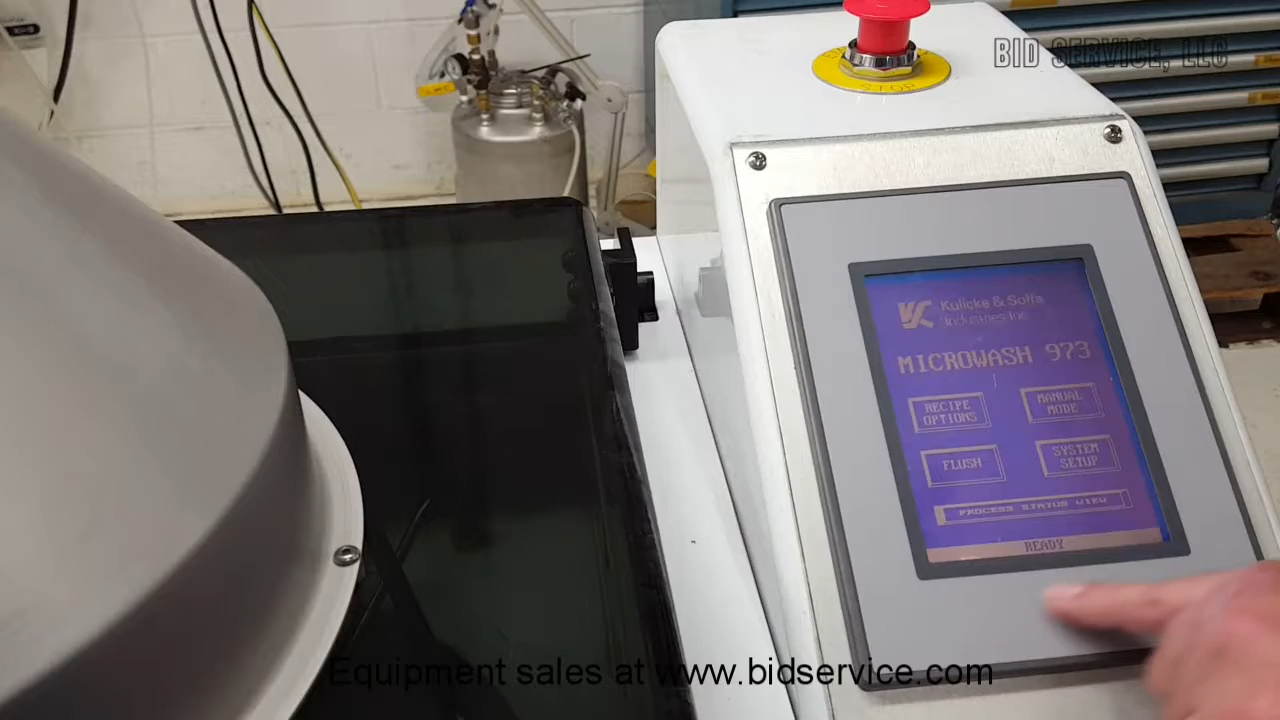 BID SERVICE, LLC
STOP
Kulicke & Soffa
Industries Inc
MICROWASH 973
RECIPE
OPTIONS
MANUAL
MODE
FLUSH
SYSTEM
SETUP
PROCESS STATUS VIEW
READY
Equipment sales at www.bidservice.com